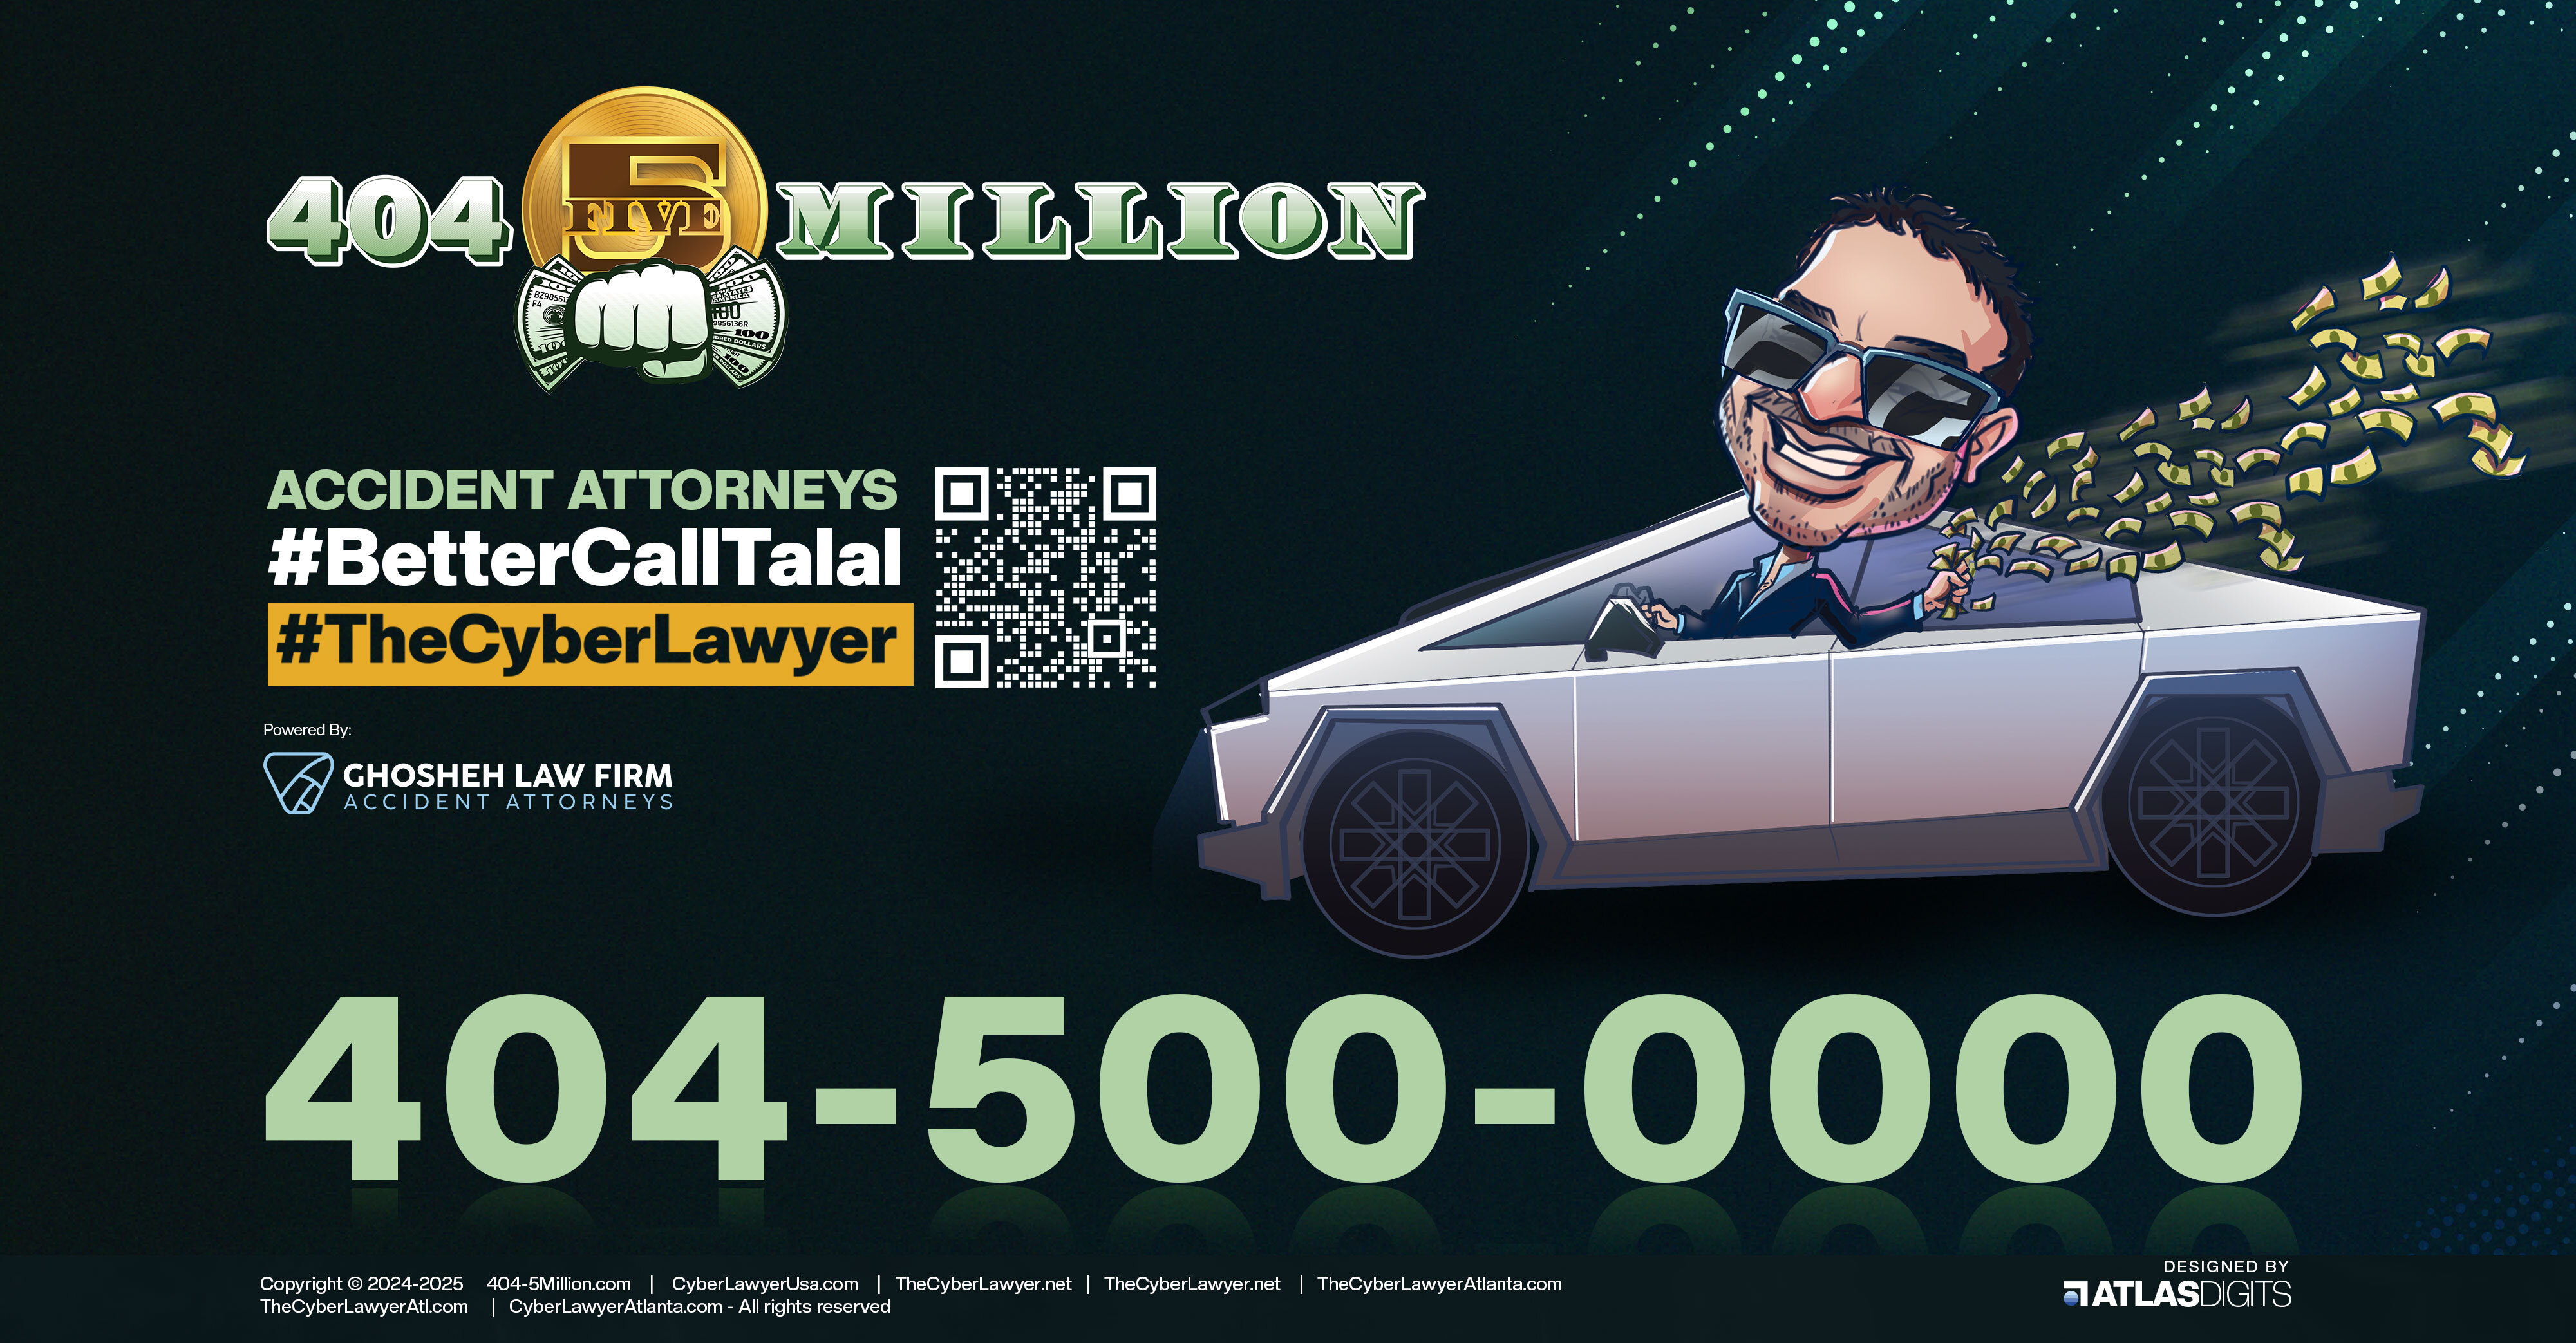 404 5 MILLION
FIVE
ACCIDENT ATTORNEYS
#BetterCallTalal
#TheCyberLawyer
Powered By:
GHOSHEH LAW FIRM
ACCIDENT ATTORNEYS
404-500-0000
Copyright © 2024-2025 404-5Million.com | CyberLawyerUsa.com | TheCyberLawyer.net | TheCyberLawyer.net | TheCyberLawyerAtlanta.com
TheCyberLawyerAtl.com | CyberLawyerAtlanta.com - All rights reserved
DESIGNED BY
ATLASDIGITS